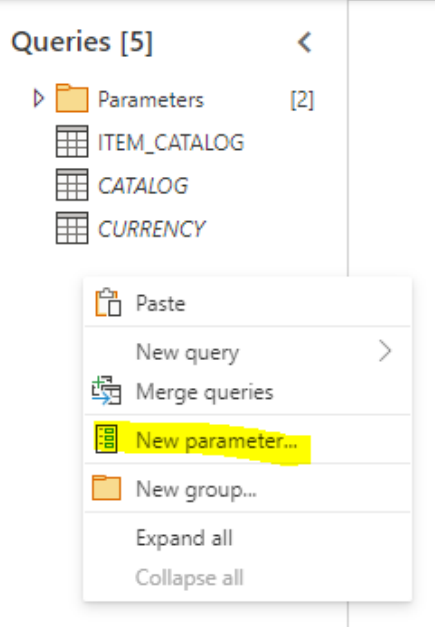 Queries [5]
Parameters [2]
ITEM_CATALOG
CATALOG
CURRENCY
Paste
New query
Merge queries
New parameter...
New group...
Expand all
Collapse all